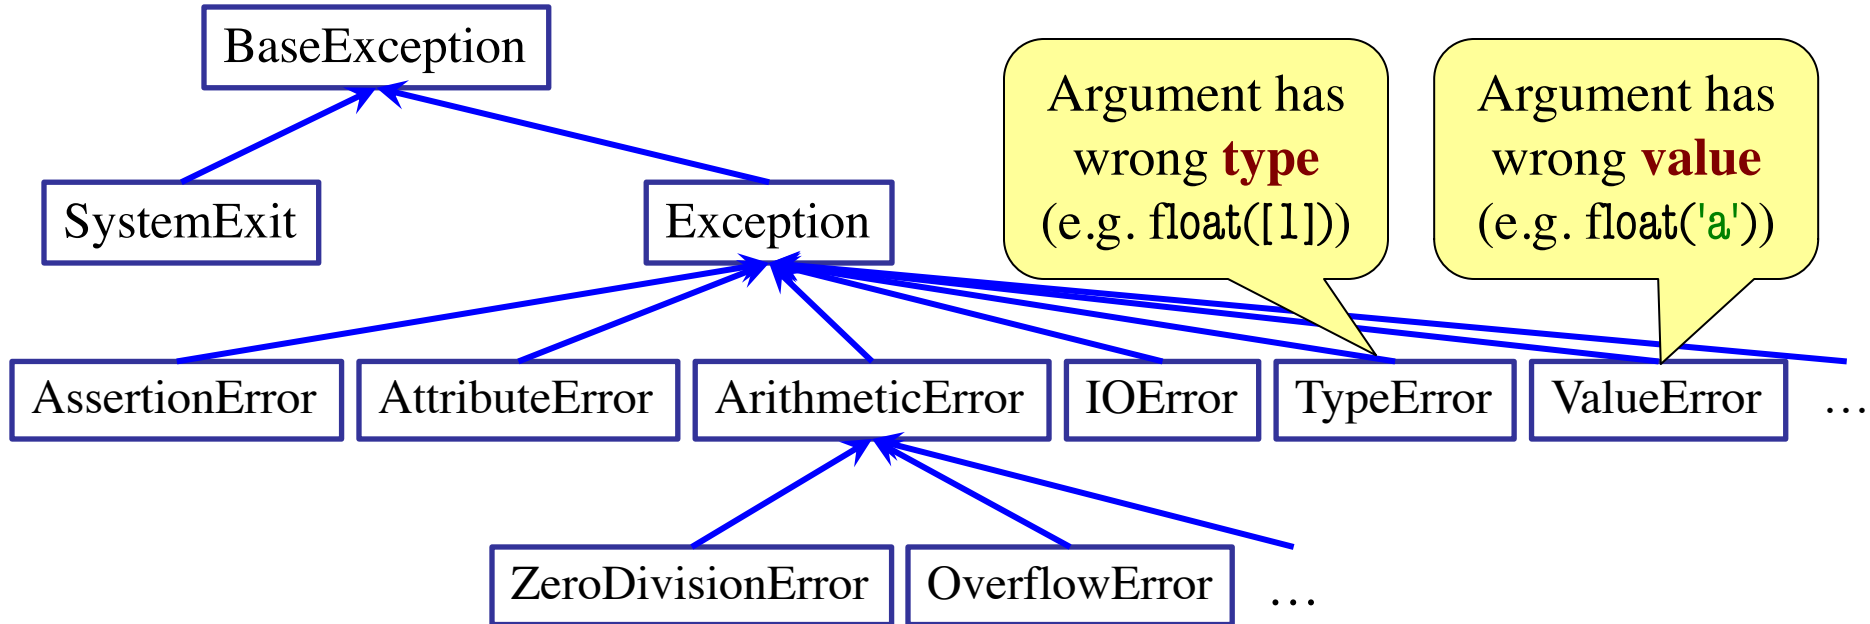 BaseException
Argument has
wrong type
(e.g. float([1]))
Argument has
wrong value
(e.g. float('a'))
SystemExit
Exception
AssertionError
AttributeError
ArithmeticError
IOError
TypeError
ValueError
…
ZeroDivisionError
OverflowError
…